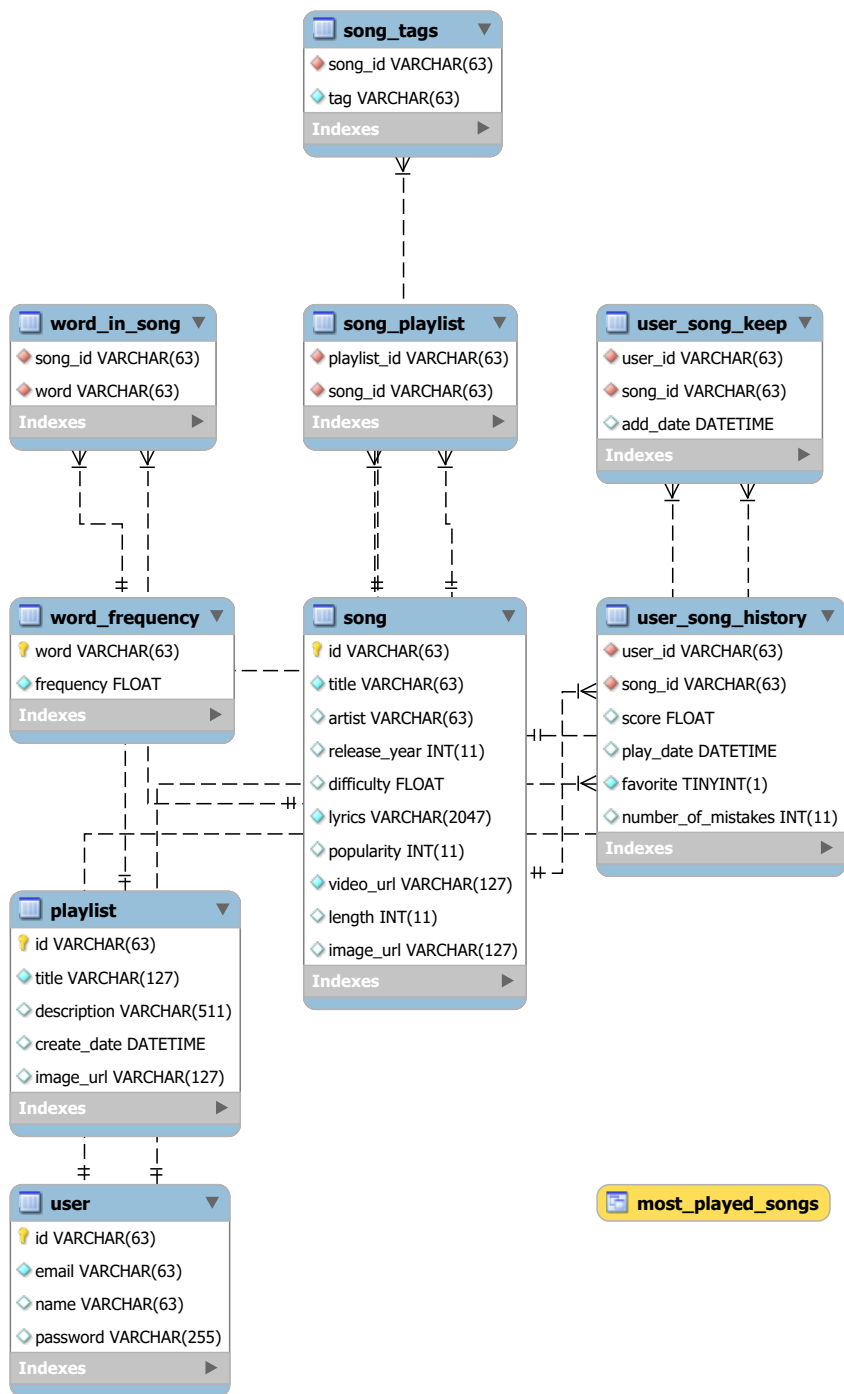 song_tags
song_id VARCHAR(63)
tag VARCHAR(63)
Indexes
word_in_song
song_id VARCHAR(63)
word VARCHAR(63)
Indexes
song_playlist
playlist_id VARCHAR(63)
song_id VARCHAR(63)
Indexes
user_song_keep
user_id VARCHAR(63)
song_id VARCHAR(63)
add_date DATETIME
Indexes
word_frequency
word VARCHAR(63)
frequency FLOAT
Indexes
song
id VARCHAR(63)
title VARCHAR(63)
artist VARCHAR(63)
release_year INT(11)
difficulty FLOAT
lyrics VARCHAR(2047)
popularity INT(11)
video_url VARCHAR(127)
length INT(11)
image_url VARCHAR(127)
Indexes
user_song_history
user_id VARCHAR(63)
song_id VARCHAR(63)
score FLOAT
play_date DATETIME
favorite TINYINT(1)
number_of_mistakes INT(11)
Indexes
playlist
id VARCHAR(63)
title VARCHAR(127)
description VARCHAR(511)
create_date DATETIME
image_url VARCHAR(127)
Indexes
user
id VARCHAR(63)
email VARCHAR(63)
name VARCHAR(63)
password VARCHAR(255)
Indexes
most_played_songs